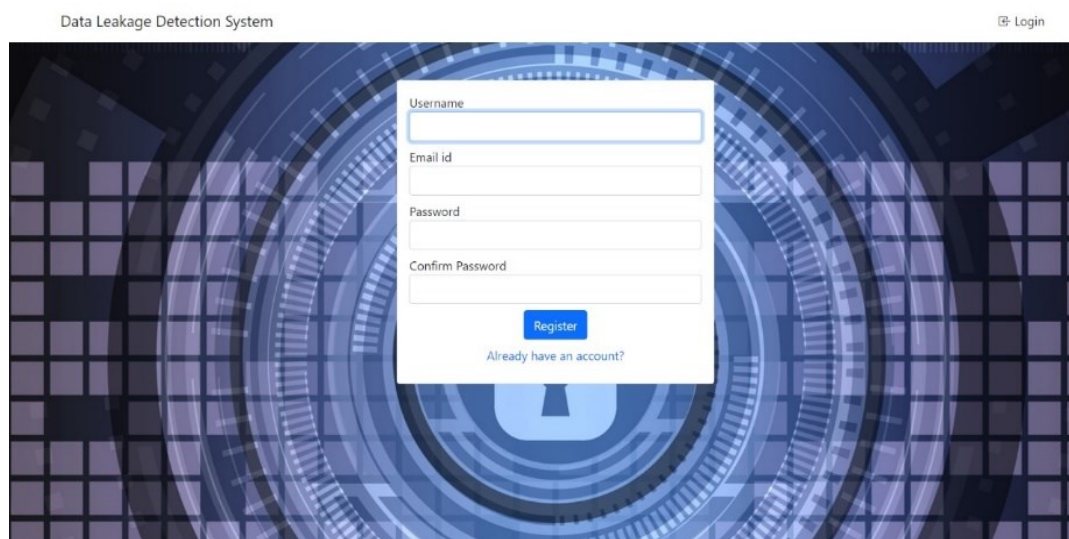 Data Leakage Detection System
Login
Username
Email id
Password
Confirm Password
Register
Already have an account?